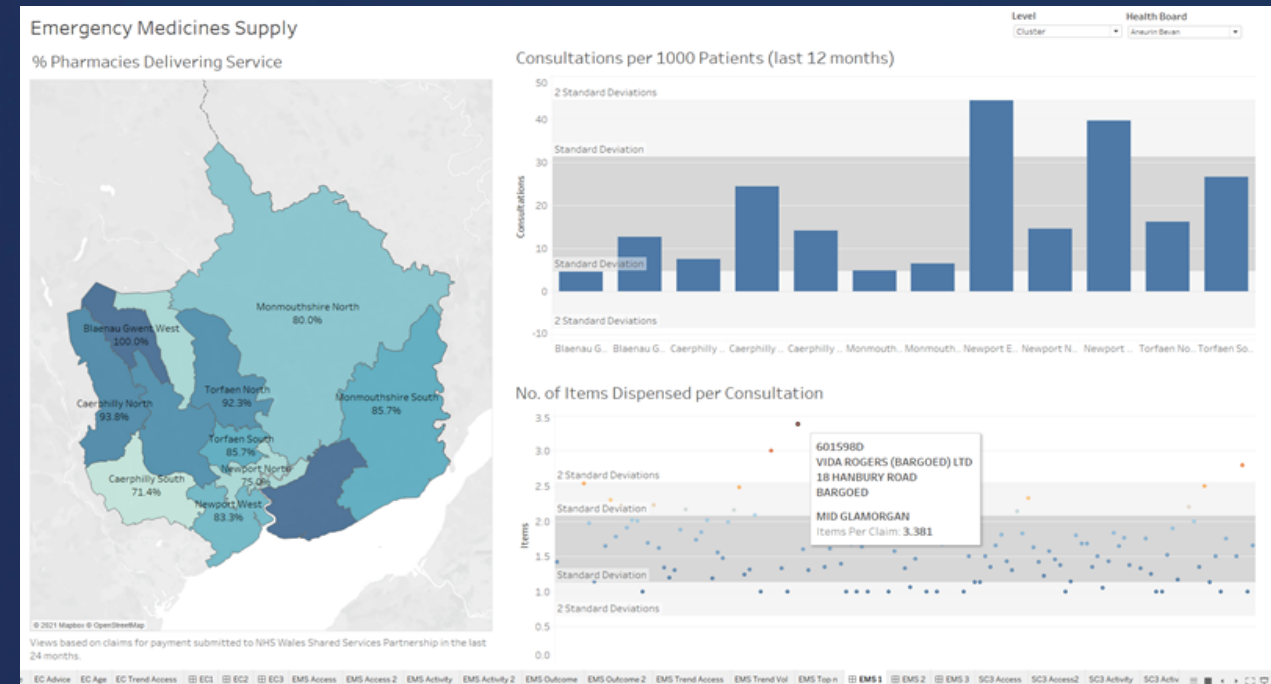 Emergency Medicines Supply
Level
Health Board
Cluster
Aneurin Bevan
% Pharmacies Delivering Service
Blaenau Gwent West
100.0%
Monmouthshire North
80.0%
Caerphilly North
93.8%
Torfaen North
92.3%
Monmouthshire South
85.7%
Torfaen South
85.7%
Newport North
75.0%
Caerphilly South
71.4%
Newport West
83.3%
© 2021 Mapbox © OpenStreetMap
Views based on claims for payment submitted to NHS Wales Shared Services Partnership in the last
24 months.
Consultations per 1000 Patients (last 12 months)
Consultations
50
40
30
20
10
0
-10
2 Standard Deviations
Standard Deviation
Standard Deviation
2 Standard Deviations
Blaenau G.. Blaenau G.. Caerphilly .. Caerphilly .. Caerphilly .. Monmouth.. Monmouth.. Newport E.. Newport N.. Newport .. Torfaen No.. Torfaen So..
No. of Items Dispensed per Consultation
Items
3.5
3.0
2.5
2.0
1.5
1.0
0.5
0.0
2 Standard Deviations
Standard Deviation
Standard Deviation
2 Standard Deviations
601598D
VIDA ROGERS (BARGOED) LTD
18 HANBURY ROAD
BARGOED
MID GLAMORGAN
Items Per Claim: 3.381
EC Advice EC Age EC Trend Access EC1 EC2 EC3 EMS Access EMS Access 2 EMS Activity EMS Activity 2 EMS Outcome EMS Outcome 2 EMS Trend Access EMS Trend Vol EMS Top n EMS 1 EMS 2 EMS 3 SC3 Access SC3 Access2 SC3 Activity SC3 Activ